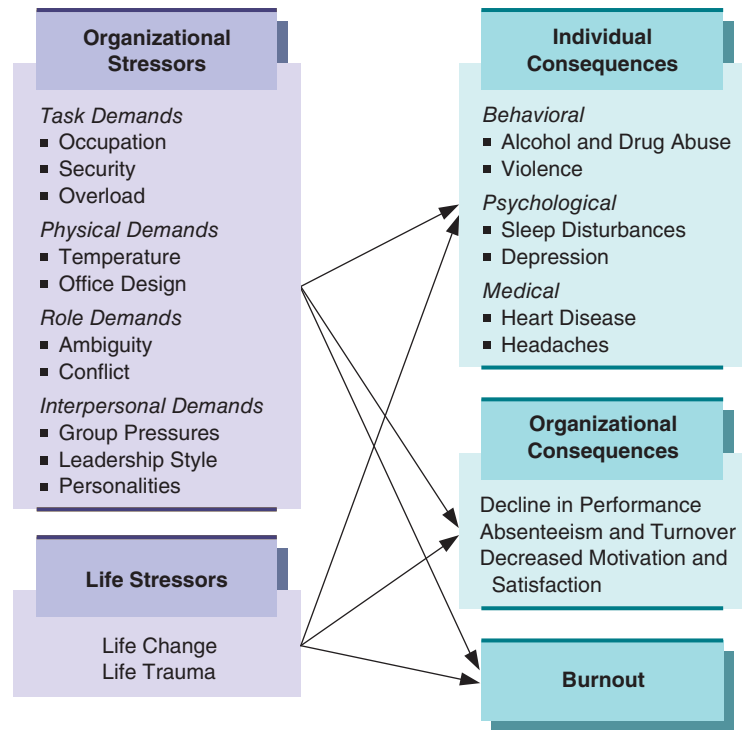 Organizational
Stressors
Task Demands
▪ Occupation
▪ Security
▪ Overload
Physical Demands
▪ Temperature
▪ Office Design
Role Demands
▪ Ambiguity
▪ Conflict
Interpersonal Demands
▪ Group Pressures
▪ Leadership Style
▪ Personalities
Life Stressors
Life Change
Life Trauma
Individual
Consequences
Behavioral
▪ Alcohol and Drug Abuse
▪ Violence
Psychological
▪ Sleep Disturbances
▪ Depression
Medical
▪ Heart Disease
▪ Headaches
Organizational
Consequences
Decline in Performance
Absenteeism and Turnover
Decreased Motivation and
Satisfaction
Burnout